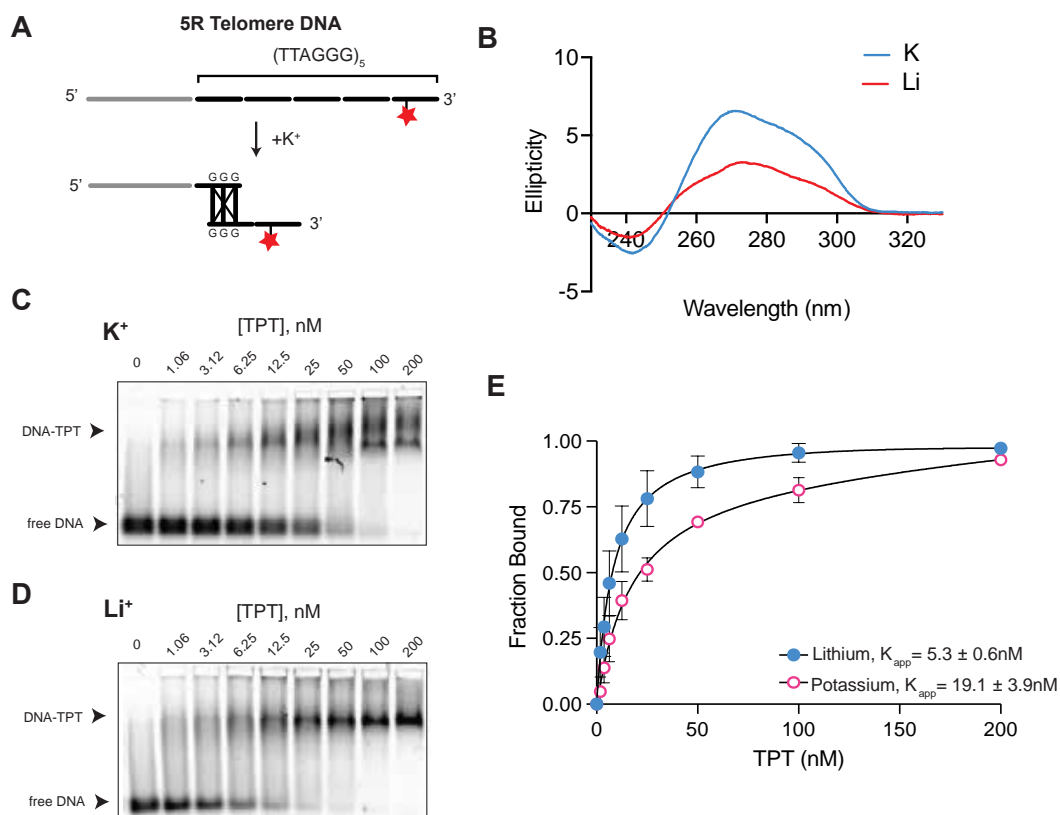 A
5R Telomere DNA
(TTAGGG)5
5’
3’
+K+
GGG
5’
3’
GGG
B
K
Li
10
5
0
-5
240
260
280
300
320
Ellipticity
Wavelength (nm)
C
K+
[TPT], nM
0 1.06 3.12 6.25 12.5 25 50 100 200
DNA-TPT
free DNA
D
Li+
[TPT], nM
0 1.06 3.12 6.25 12.5 25 50 100 200
DNA-TPT
free DNA
E
1.00
0.75
0.50
0.25
0.00
0 50 100 150 200
Fraction Bound
TPT (nM)
Lithium, Kapp= 5.3 ± 0.6nM
Potassium, Kapp= 19.1 ± 3.9nM